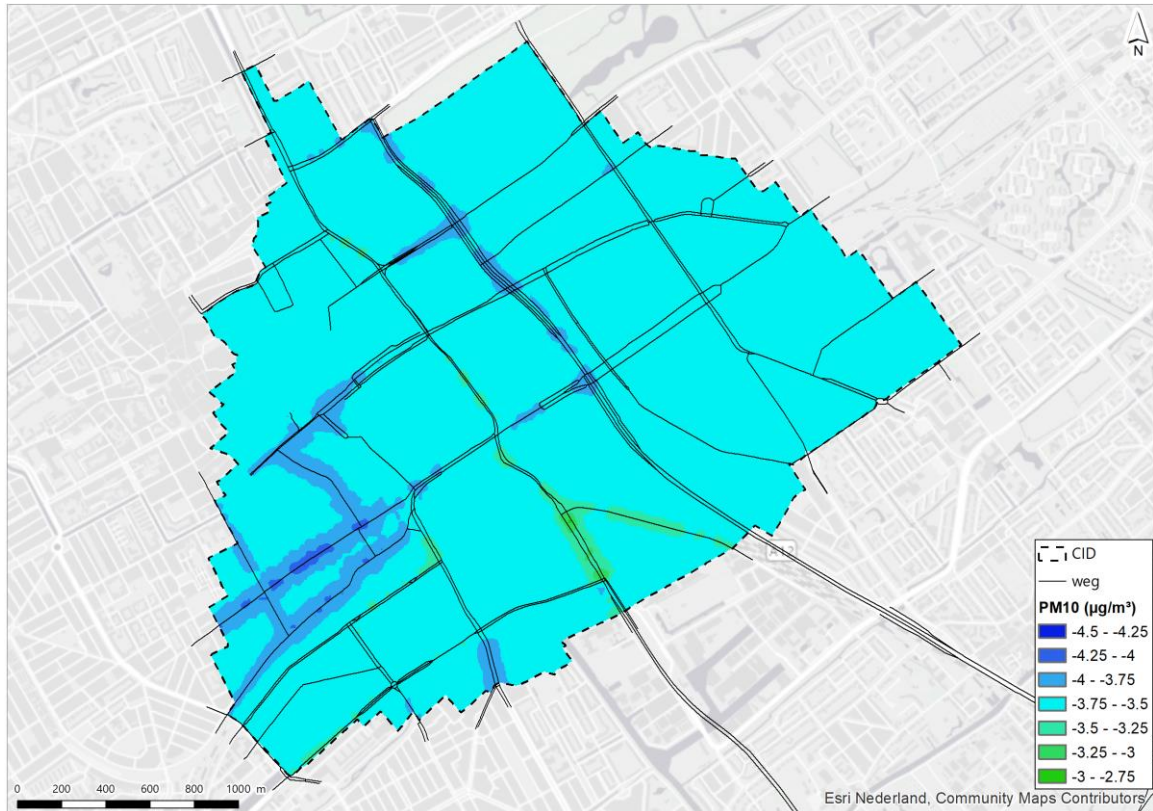 N
A12
CID
weg
PM10 (µg/m³)
-4.5 - -4.25
-4.25 - -4
-4 - -3.75
-3.75 - -3.5
-3.5 - -3.25
-3.25 - -3
-3 - -2.75
0 200 400 600 800 1000 m
Esri Nederland, Community Maps Contributors